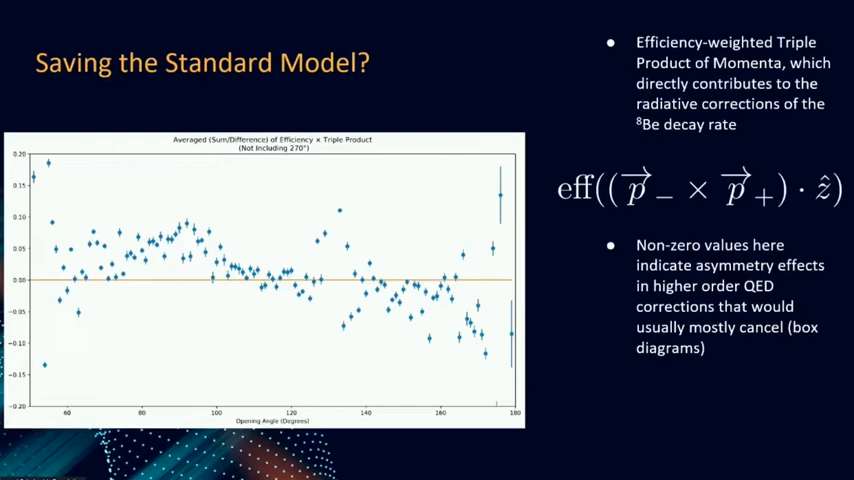 Saving the Standard Model?
Averaged (Sum/Difference) of Efficiency × Triple Product
(Not Including 270°)
0.20
0.15
0.10
0.05
0.00
−0.05
−0.10
−0.15
−0.20
60
80
100
120
140
160
180
Opening Angle (Degrees)
● Efficiency-weighted Triple
Product of Momenta, which
directly contributes to the
radiative corrections of the
⁸Be decay rate
eff((p⃗₋ × p⃗₊) · ẑ)
● Non-zero values here
indicate asymmetry effects
in higher order QED
corrections that would
usually mostly cancel (box
diagrams)